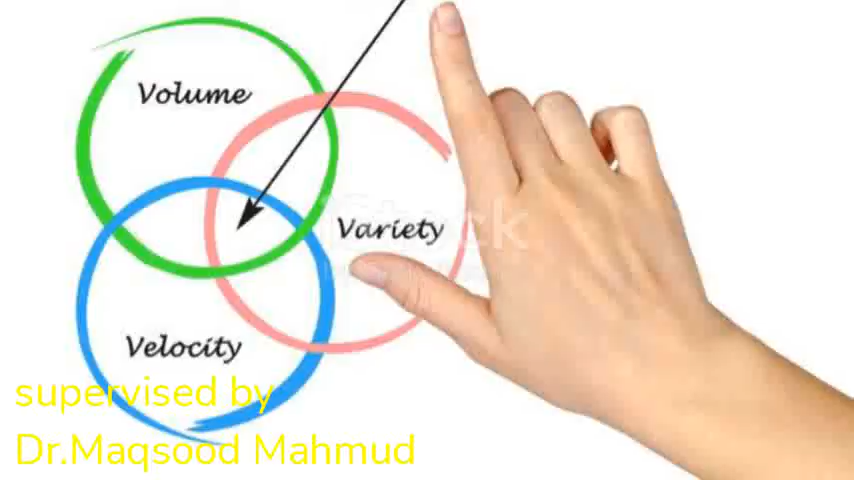 Volume
Variety
Velocity
supervised by
Dr.Maqsood Mahmud